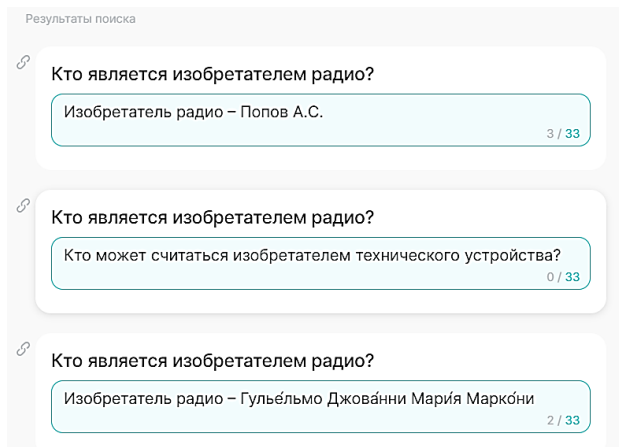 Результаты поиска
Кто является изобретателем радио?
Изобретатель радио – Попов А.С.
3 / 33
Кто является изобретателем радио?
Кто может считаться изобретателем технического устройства?
0 / 33
Кто является изобретателем радио?
Изобретатель радио – Гулье́льмо Джова́нни Мари́я Марко́ни
2 / 33